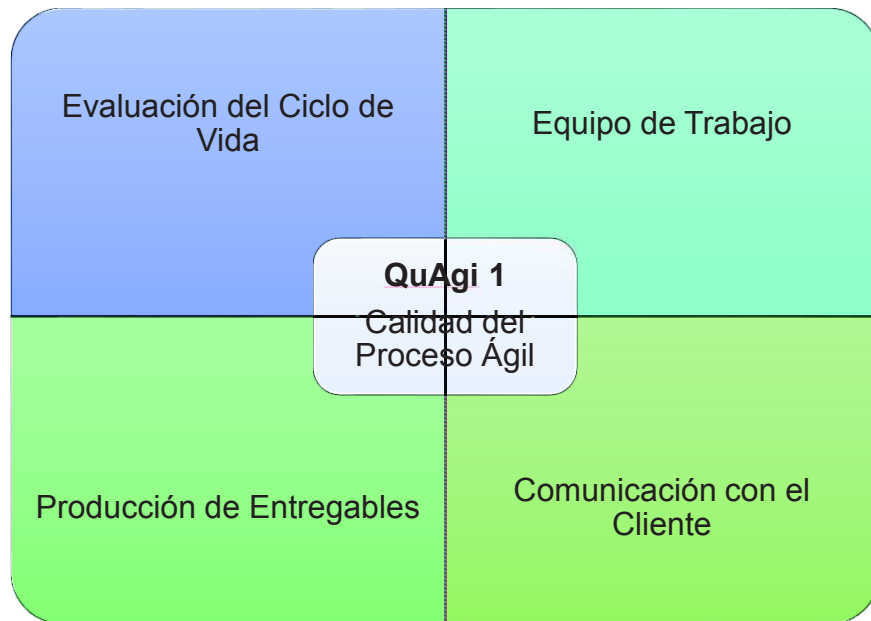 Evaluación del Ciclo de
Vida
Equipo de Trabajo
QuAgi 1
Calidad del
Proceso Ágil
Producción de Entregables
Comunicación con el
Cliente